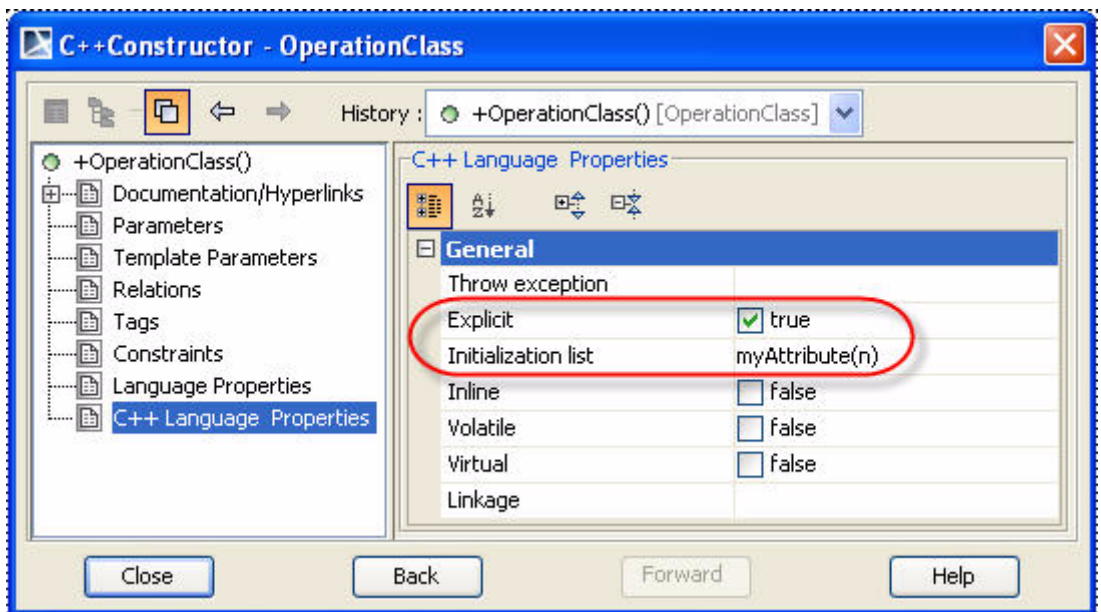 C++Constructor - OperationClass
History : +OperationClass() [OperationClass]
+OperationClass()
Documentation/Hyperlinks
Parameters
Template Parameters
Relations
Tags
Constraints
Language Properties
C++ Language Properties
C++ Language Properties
General
Throw exception
Explicit true
Initialization list myAttribute(n)
Inline false
Volatile false
Virtual false
Linkage
Close Back Forward Help